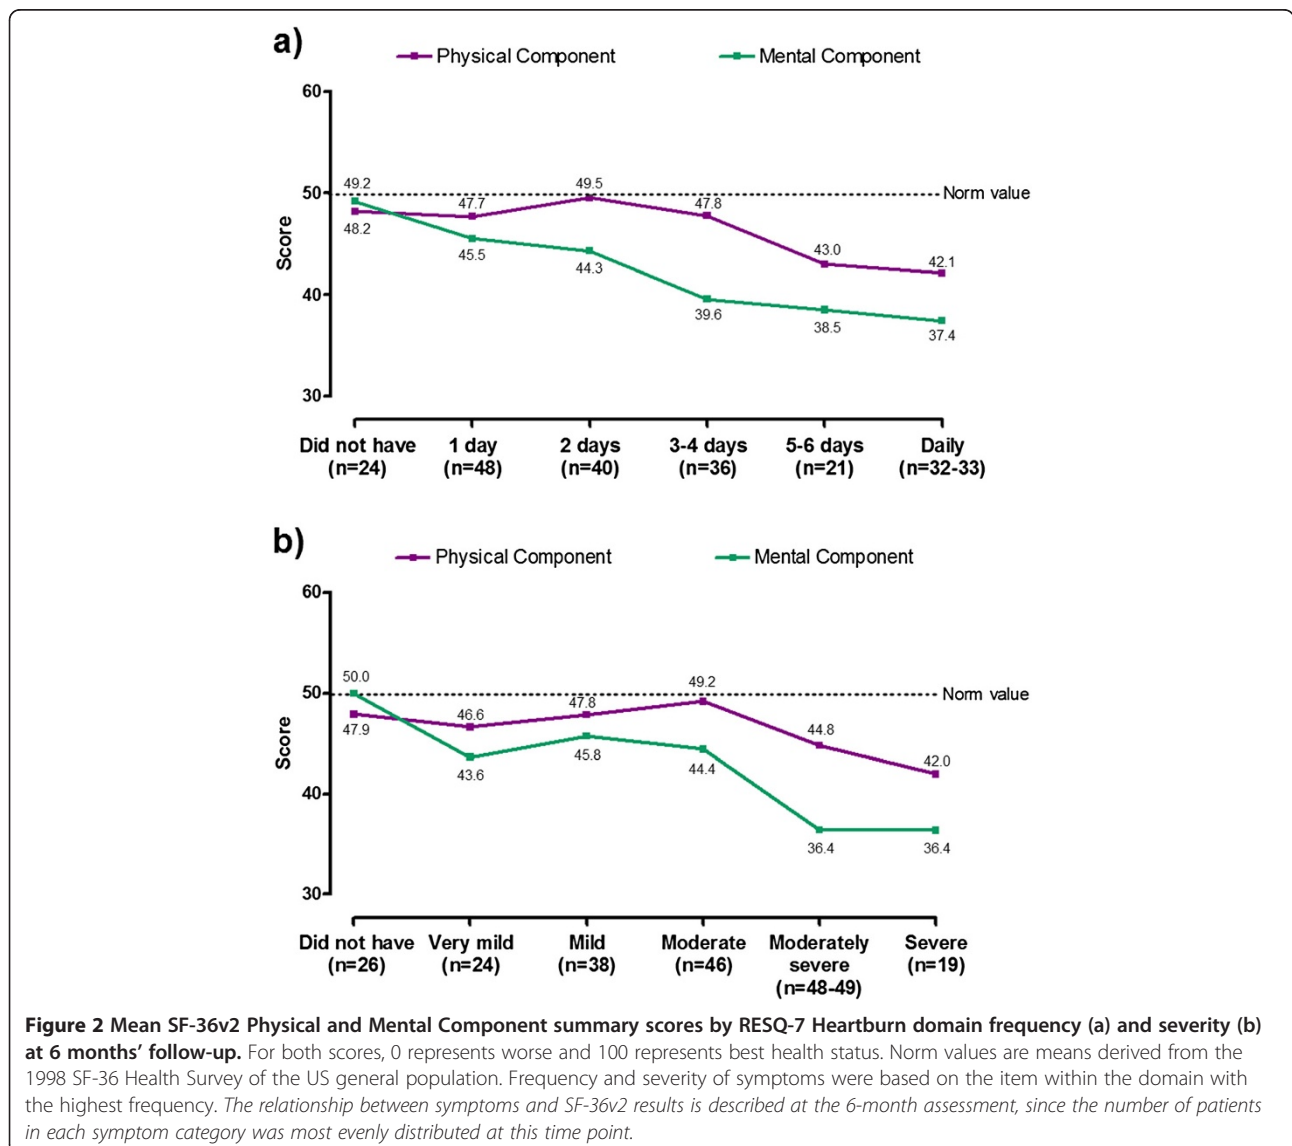 a)
Physical Component Mental Component
60
50
40
30
Score
Norm value
49.2
48.2
47.7
45.5
49.5
44.3
47.8
39.6
43.0
38.5
42.1
37.4
Did not have 1 day 2 days 3-4 days 5-6 days Daily
(n=24) (n=48) (n=40) (n=36) (n=21) (n=32-33)
b)
Physical Component Mental Component
60
50
40
30
Score
Norm value
50.0
47.9
46.6
43.6
47.8
45.8
49.2
44.4
44.8
36.4
42.0
36.4
Did not have Very mild Mild Moderate Moderately Severe
(n=26) (n=24) (n=38) (n=46) severe (n=19)
(n=48-49)
Figure 2 Mean SF-36v2 Physical and Mental Component summary scores by RESQ-7 Heartburn domain frequency (a) and severity (b)
at 6 months’ follow-up. For both scores, 0 represents worse and 100 represents best health status. Norm values are means derived from the
1998 SF-36 Health Survey of the US general population. Frequency and severity of symptoms were based on the item within the domain with
the highest frequency. The relationship between symptoms and SF-36v2 results is described at the 6-month assessment, since the number of patients
in each symptom category was most evenly distributed at this time point.